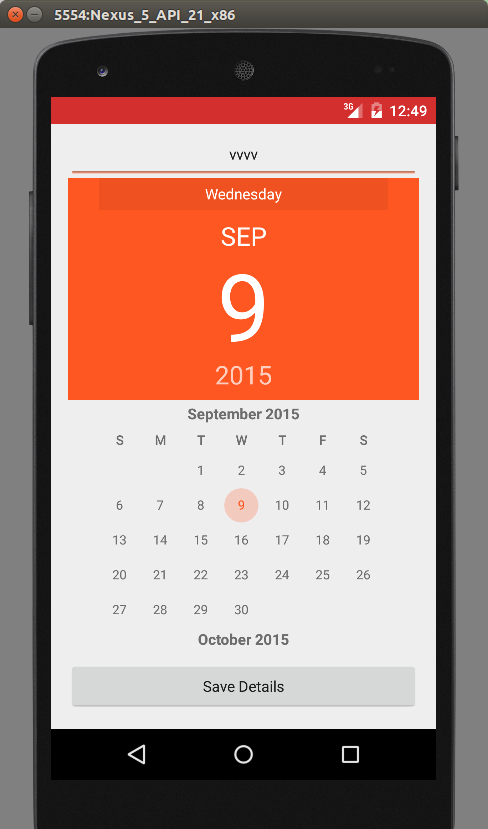 5554:Nexus_5_API_21_x86
3G 12:49
vvvv
Wednesday
SEP
9
2015
September 2015
S M T W T F S
1 2 3 4 5
6 7 8 9 10 11 12
13 14 15 16 17 18 19
20 21 22 23 24 25 26
27 28 29 30
October 2015
Save Details